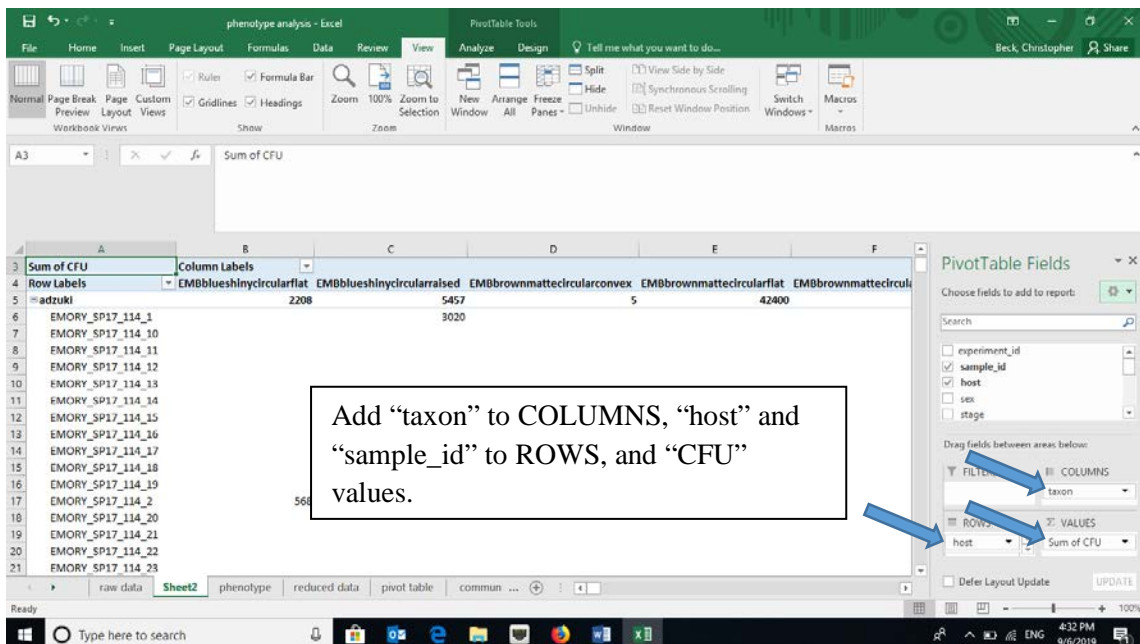 phenotype analysis - Excel
PivotTable Tools
File Home Insert Page Layout Formulas Data Review View Analyze Design Tell me what you want to do... Beck, Christopher Share
Normal Page Break Preview Page Layout Custom Views
Ruler Formula Bar
Gridlines Headings
Zoom 100% Zoom to Selection
New Window Arrange All Freeze Panes
Split
Hide
Unhide
View Side by Side
Synchronous Scrolling
Reset Window Position
Switch Windows
Macros
Workbook Views Show Zoom Window Macros
A3 fx Sum of CFU
A B C D E F
3 Sum of CFU Column Labels
4 Row Labels EMBblueshinycircularflat EMBblueshinycircularraised EMBbrownmattecircularconvex EMBbrownmattecircularflat EMBbrownmattecircula
5 adzuki 2208 5457 5 42400
6 EMORY_SP17_114_1 3020
7 EMORY_SP17_114_10
8 EMORY_SP17_114_11
9 EMORY_SP17_114_12
10 EMORY_SP17_114_13
11 EMORY_SP17_114_14
12 EMORY_SP17_114_15
13 EMORY_SP17_114_16
14 EMORY_SP17_114_17
15 EMORY_SP17_114_18
16 EMORY_SP17_114_19
17 EMORY_SP17_114_2 568
18 EMORY_SP17_114_20
19 EMORY_SP17_114_21
20 EMORY_SP17_114_22
21 EMORY_SP17_114_23
Add “taxon” to COLUMNS, “host” and
“sample_id” to ROWS, and “CFU”
values.
PivotTable Fields
Choose fields to add to report:
Search
experiment_id
sample_id
host
sex
stage
Drag fields between areas below:
COLUMNS
taxon
ROWS VALUES
host Sum of CFU
Defer Layout Update UPDATE
raw data Sheet2 phenotype reduced data pivot table commun ...
Ready 100%
Type here to search
ENG 4:32 PM
9/6/2019